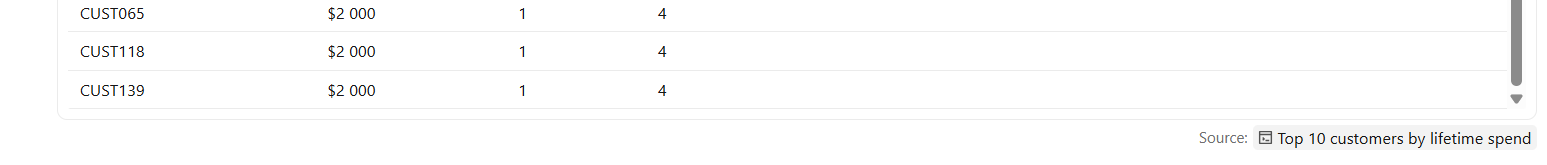 CUST065 $2 000 1 4
CUST118 $2 000 1 4
CUST139 $2 000 1 4
Source: Top 10 customers by lifetime spend